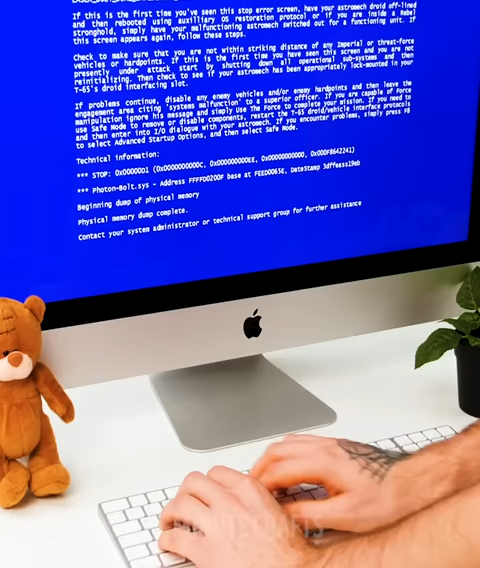 If this is the first time you've seen this stop error screen, have your astromech droid off-lined
and then rebooted using auxilliary OS restoration protocol or if you are inside a Rebel
stronghold, simply have your malfunctioning astromech switched out for a functioning unit. If
this screen appears again, follow these steps.
Check to make sure that you are not within striking distance of any Imperial or threat-force
vehicles or hardpoints. If this is the first time you have seen this screen and you are not
presently under attack start by shutting down all operational sub-systems and then
reinitializing. Then check to see if your astromech has been appropriately lock-mounted in your
T-65's droid interfacing slot.
If problems continue, disable any enemy vehicles and/or enemy hardpoints and then leave the
engagement area citing 'systems malfunction' to a superior officer. If you are capable of Force
manipulation ignore his message and simply use The Force to complete your mission. If you need to
use Safe Mode to remove or disable components, restart the T-65 droid/vehicle interface protocols
and then enter into I/O dialogue with your astromech. If you encounter problems, simply press F8
to select Advanced Startup Options, and then select Safe Mode.
Technical information:
*** STOP: 0x00000D1 (0x0000000000C, 0x000000000EE, 0x00000000000, 0x000F8642241)
*** Photon-Bolt.sys - Address FFFFD0200F base at FEED0065E, DateStamp 3dffeass19eb
Beginning dump of physical memory
Physical memory dump complete.
Contact your system administrator or technical support group for further assistance